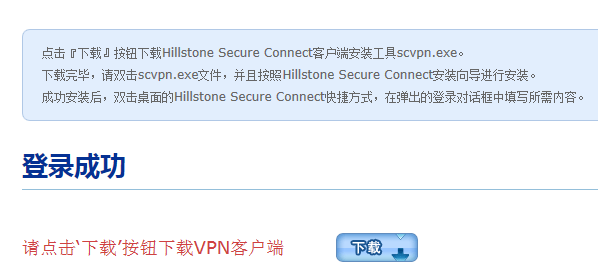 点击『下载』按钮下载Hillstone Secure Connect客户端安装工具scvpn.exe。
下载完毕，请双击scvpn.exe文件，并且按照Hillstone Secure Connect安装向导进行安装。
成功安装后，双击桌面的Hillstone Secure Connect快捷方式，在弹出的登录对话框中填写所需内容。
登录成功
请点击‘下载’按钮下载VPN客户端
下载